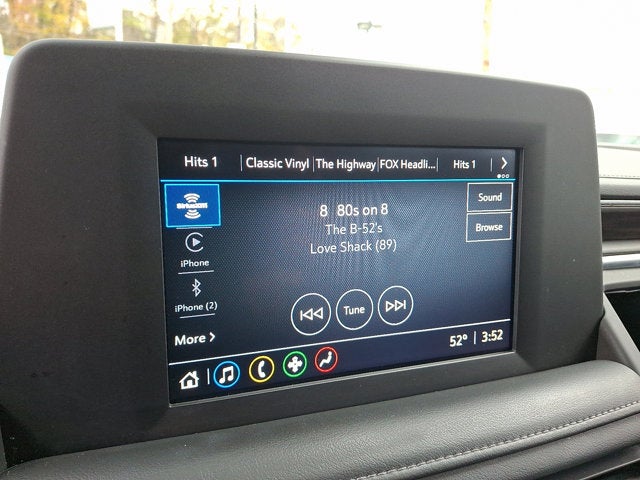 Hits 1 Classic Vinyl The Highway FOX Headli... Hits 1
SiriusXM
Sound
8 80s on 8
Browse
The B-52's
Love Shack (89)
iPhone
iPhone (2)
Tune
More
52° 3:52